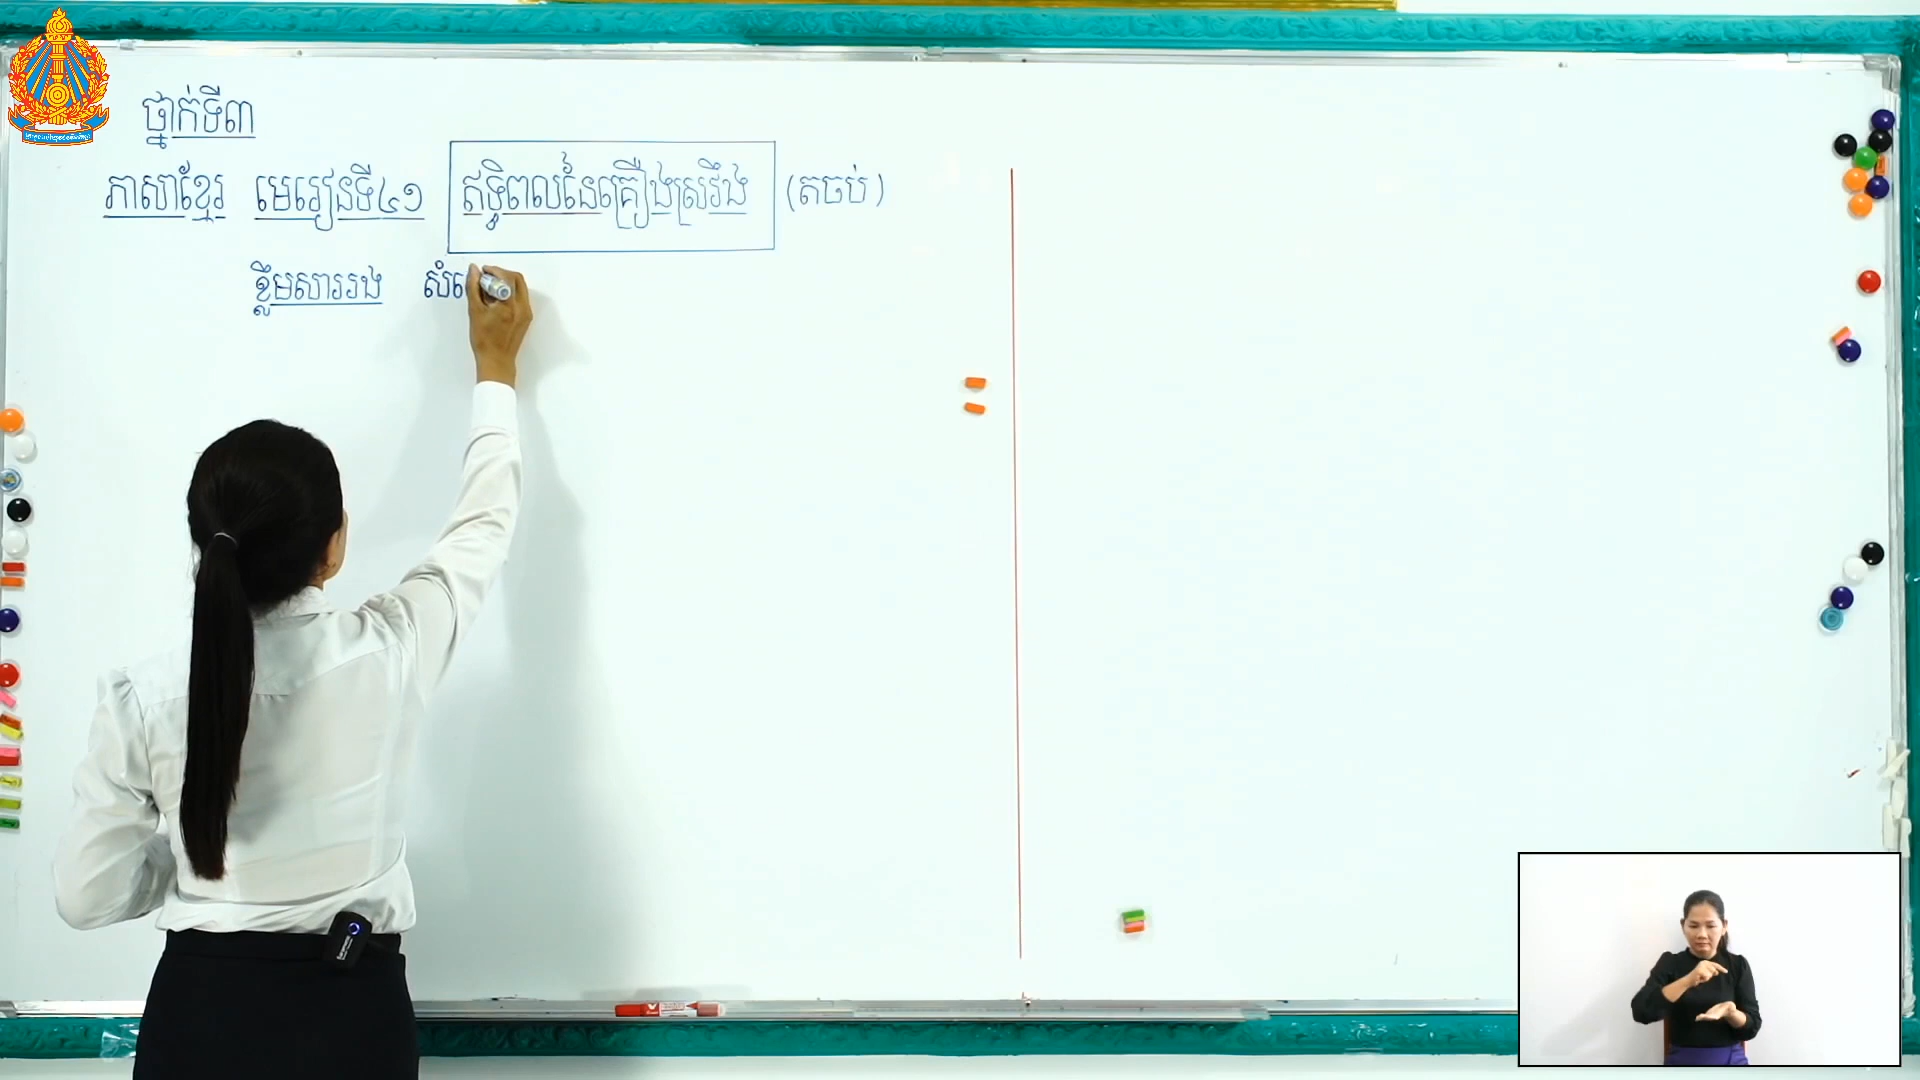 ថ្នាក់ទី៣
ភាសាខ្មែរ មេរៀនទី៤១ ឥទ្ធិពលនៃគ្រឿងស្រវឹង (តចប់)
ខ្លឹមសាររង